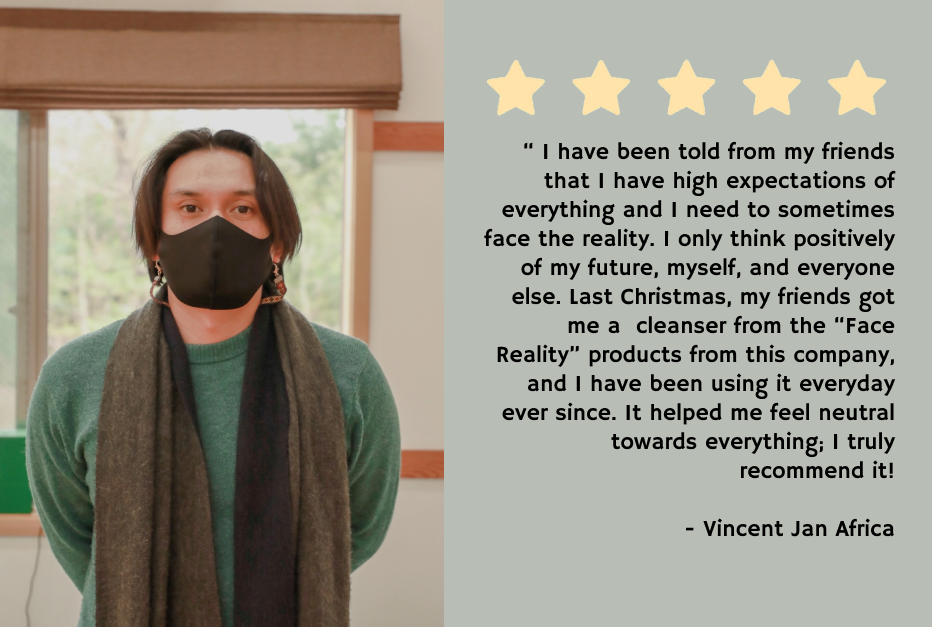 “ I have been told from my friends
that I have high expectations of
everything and I need to sometimes
face the reality. I only think positively
of my future, myself, and everyone
else. Last Christmas, my friends got
me a  cleanser from the “Face
Reality” products from this company,
and I have been using it everyday
ever since. It helped me feel neutral
towards everything; I truly
recommend it!
- Vincent Jan Africa